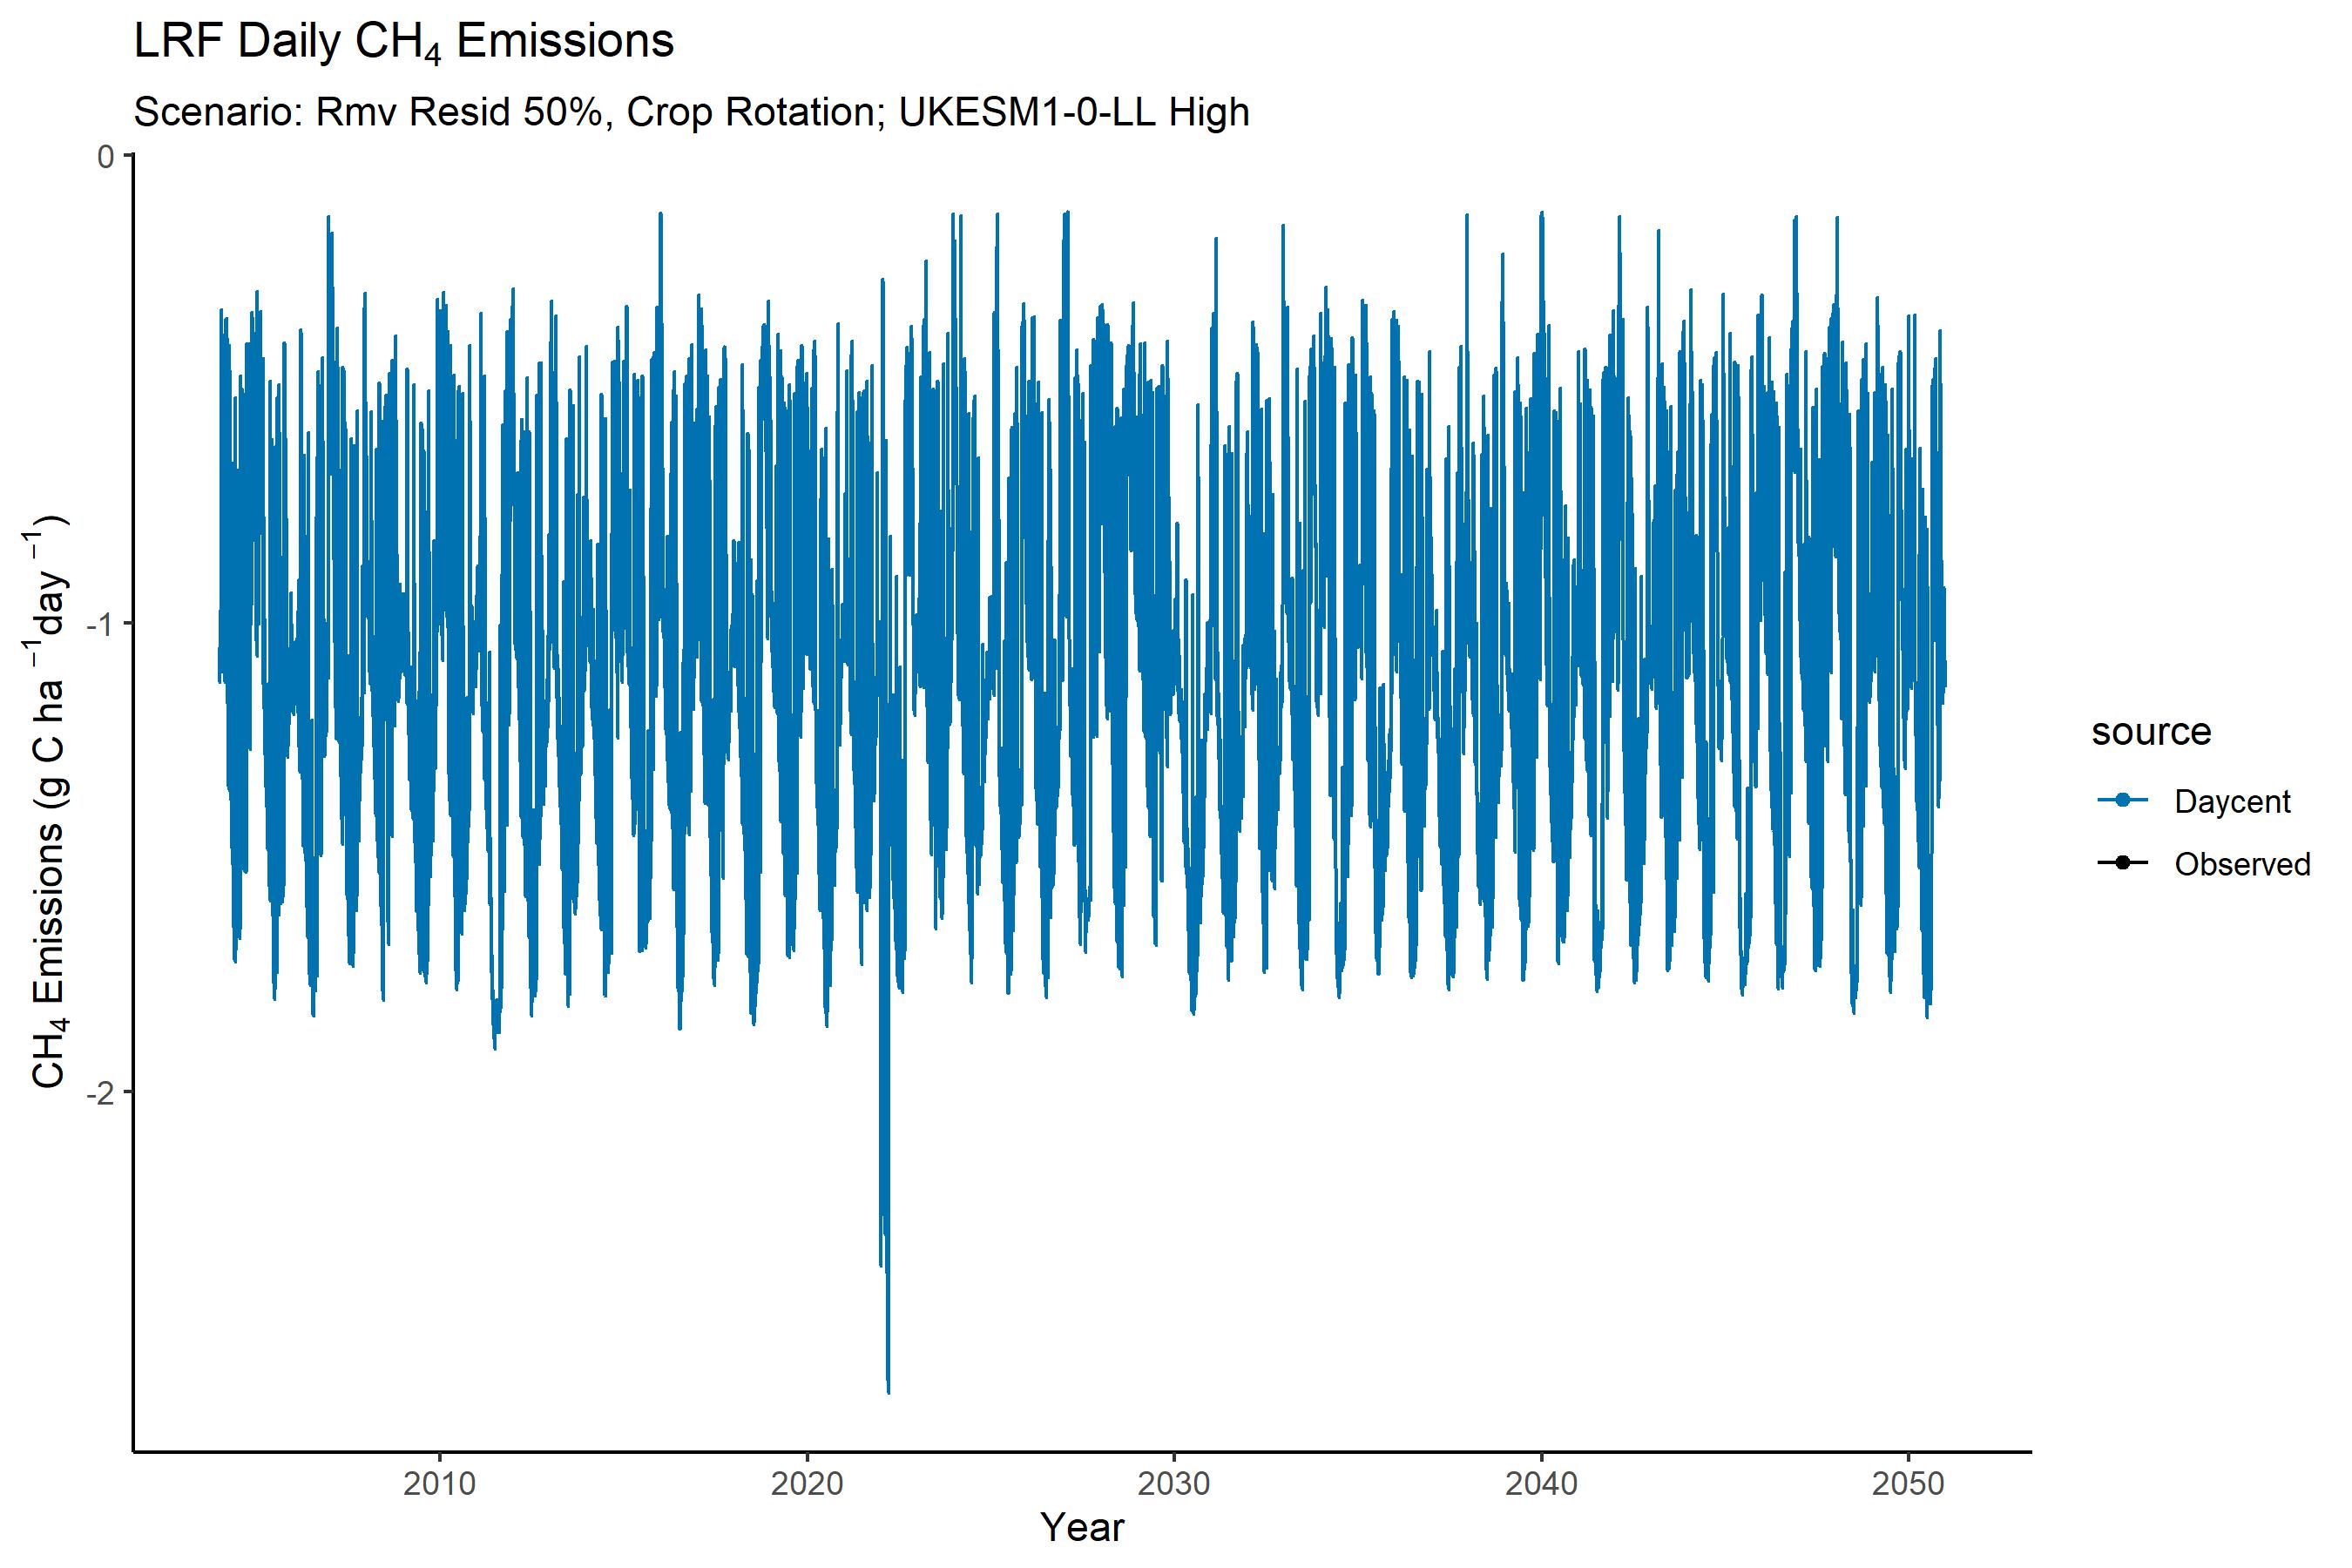 LRF Daily CH₄ Emissions
Scenario: Rmv Resid 50%, Crop Rotation; UKESM1-0-LL High
CH₄ Emissions (g C ha ⁻¹day ⁻¹)
0
-1
-2
2010
2020
2030
2040
2050
Year
source
Daycent
Observed